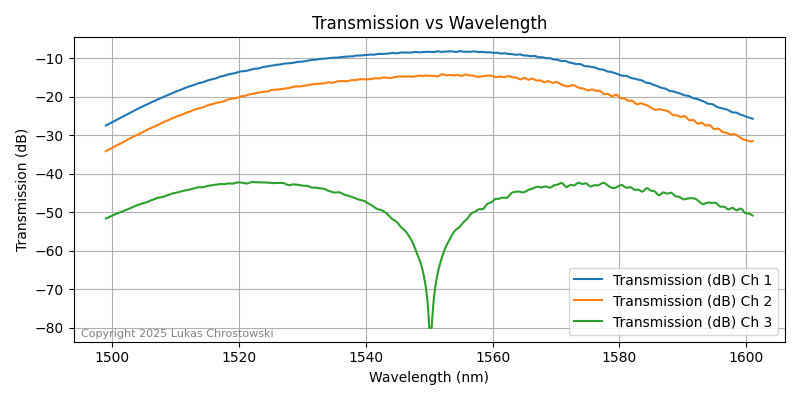 Transmission vs Wavelength
Transmission (dB)
−10
−20
−30
−40
−50
−60
−70
−80
Transmission (dB) Ch 1
Transmission (dB) Ch 2
Transmission (dB) Ch 3
Copyright 2025 Lukas Chrostowski
1500 1520 1540 1560 1580 1600
Wavelength (nm)